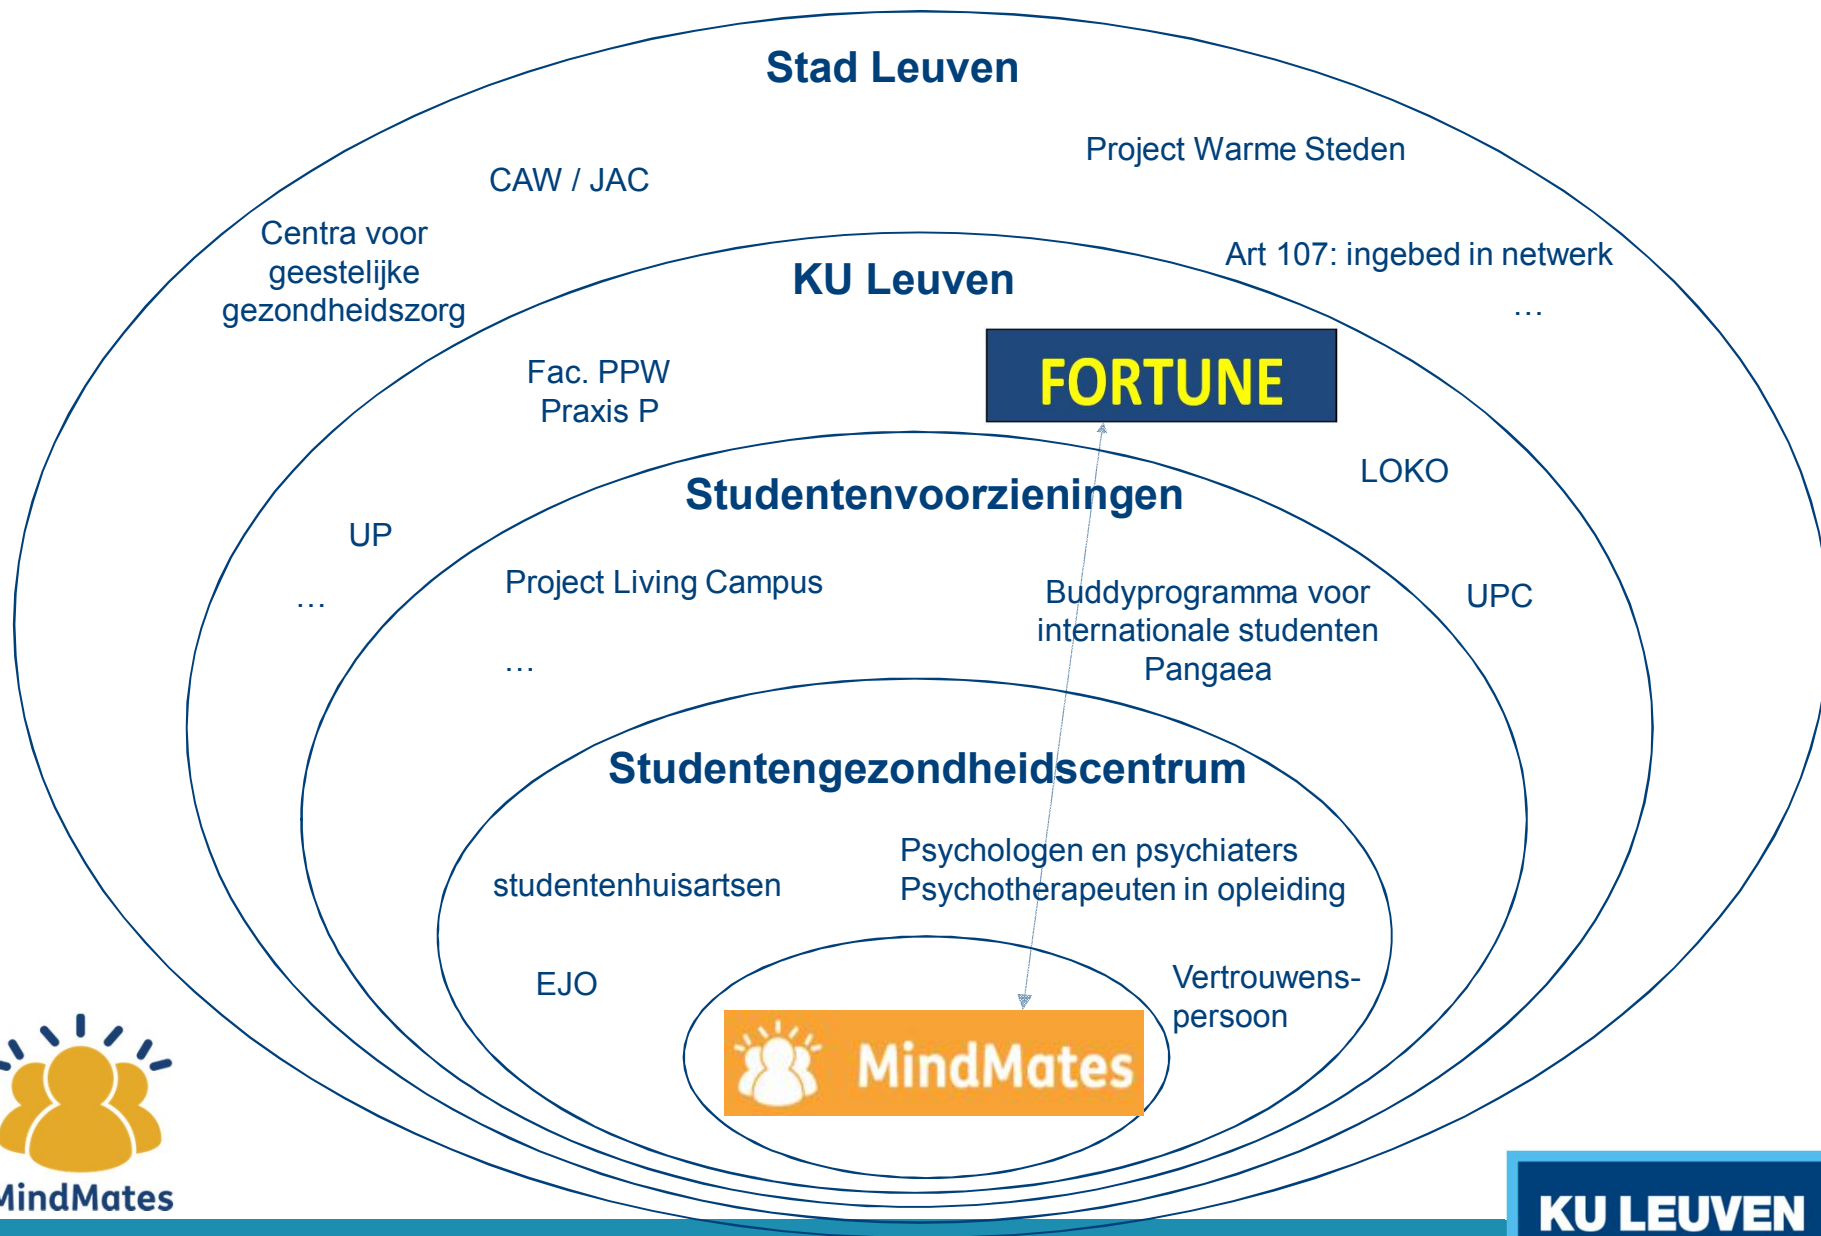 Stad Leuven
Project Warme Steden
CAW / JAC
Centra voor
geestelijke
gezondheidszorg
Art 107: ingebed in netwerk
…
KU Leuven
FORTUNE
Fac. PPW
Praxis P
LOKO
Studentenvoorzieningen
UP
…
Project Living Campus
…
Buddyprogramma voor
internationale studenten
Pangaea
UPC
Studentengezondheidscentrum
Psychologen en psychiaters
Psychotherapeuten in opleiding
studentenhuisartsen
EJO
Vertrouwens-
persoon
MindMates
MindMates
KU LEUVEN